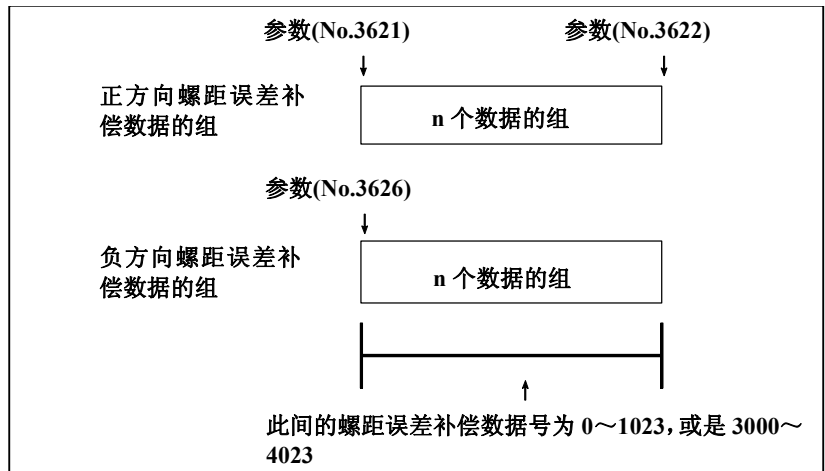 参数(No.3621) 参数(No.3622)
正方向螺距误差补
偿数据的组
n 个数据的组
参数(No.3626)
负方向螺距误差补
偿数据的组
n 个数据的组
此间的螺距误差补偿数据号为 0～1023，或是 3000～
4023